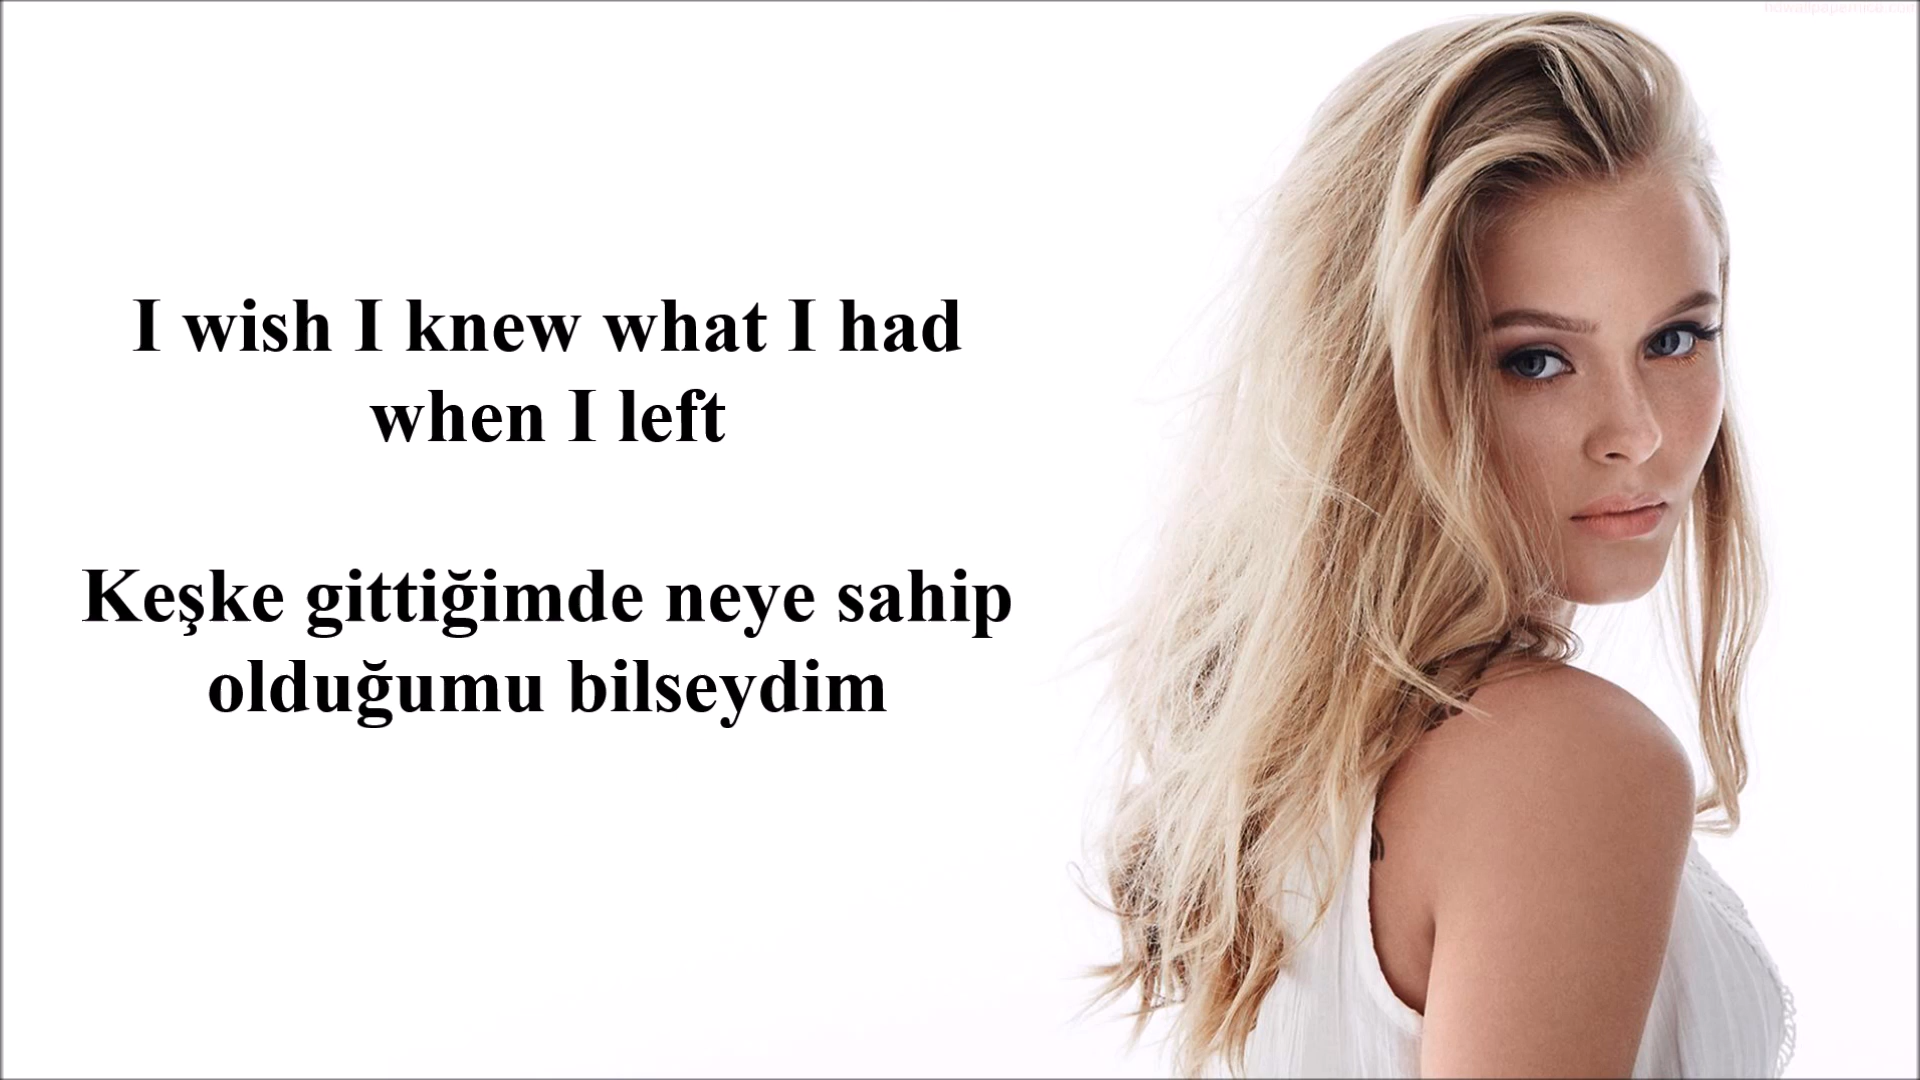 I wish I knew what I had
when I left
Keşke gittiğimde neye sahip
olduğumu bilseydim